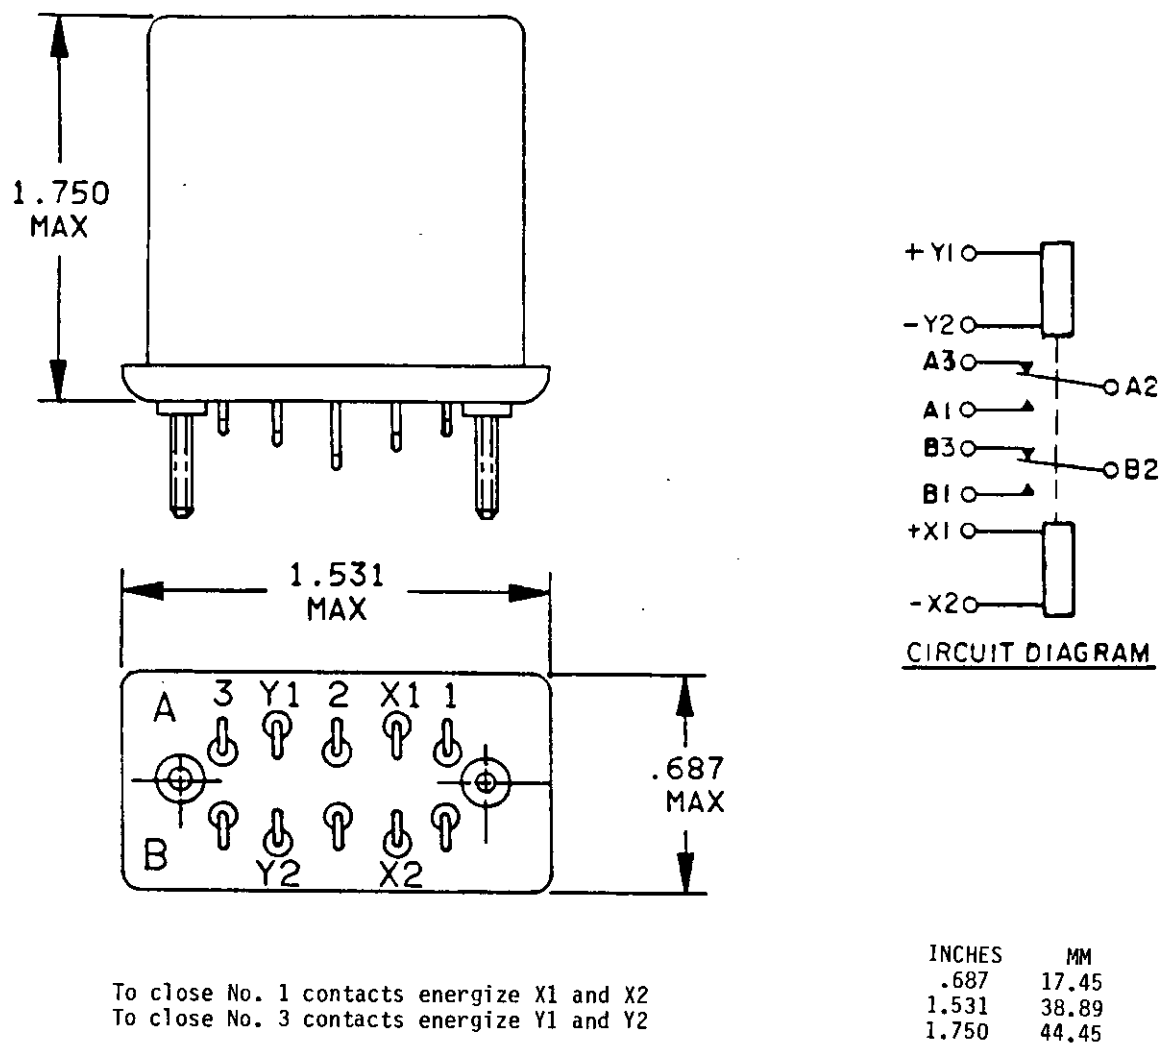 1.750
MAX
+Y1
-Y2
A3
A2
A1
B3
B2
B1
+X1
-X2
CIRCUIT DIAGRAM
1.531
MAX
A 3 Y1 2 X1 1
.687
MAX
B Y2 X2
To close No. 1 contacts energize X1 and X2
To close No. 3 contacts energize Y1 and Y2
INCHES MM
.687 17.45
1.531 38.89
1.750 44.45